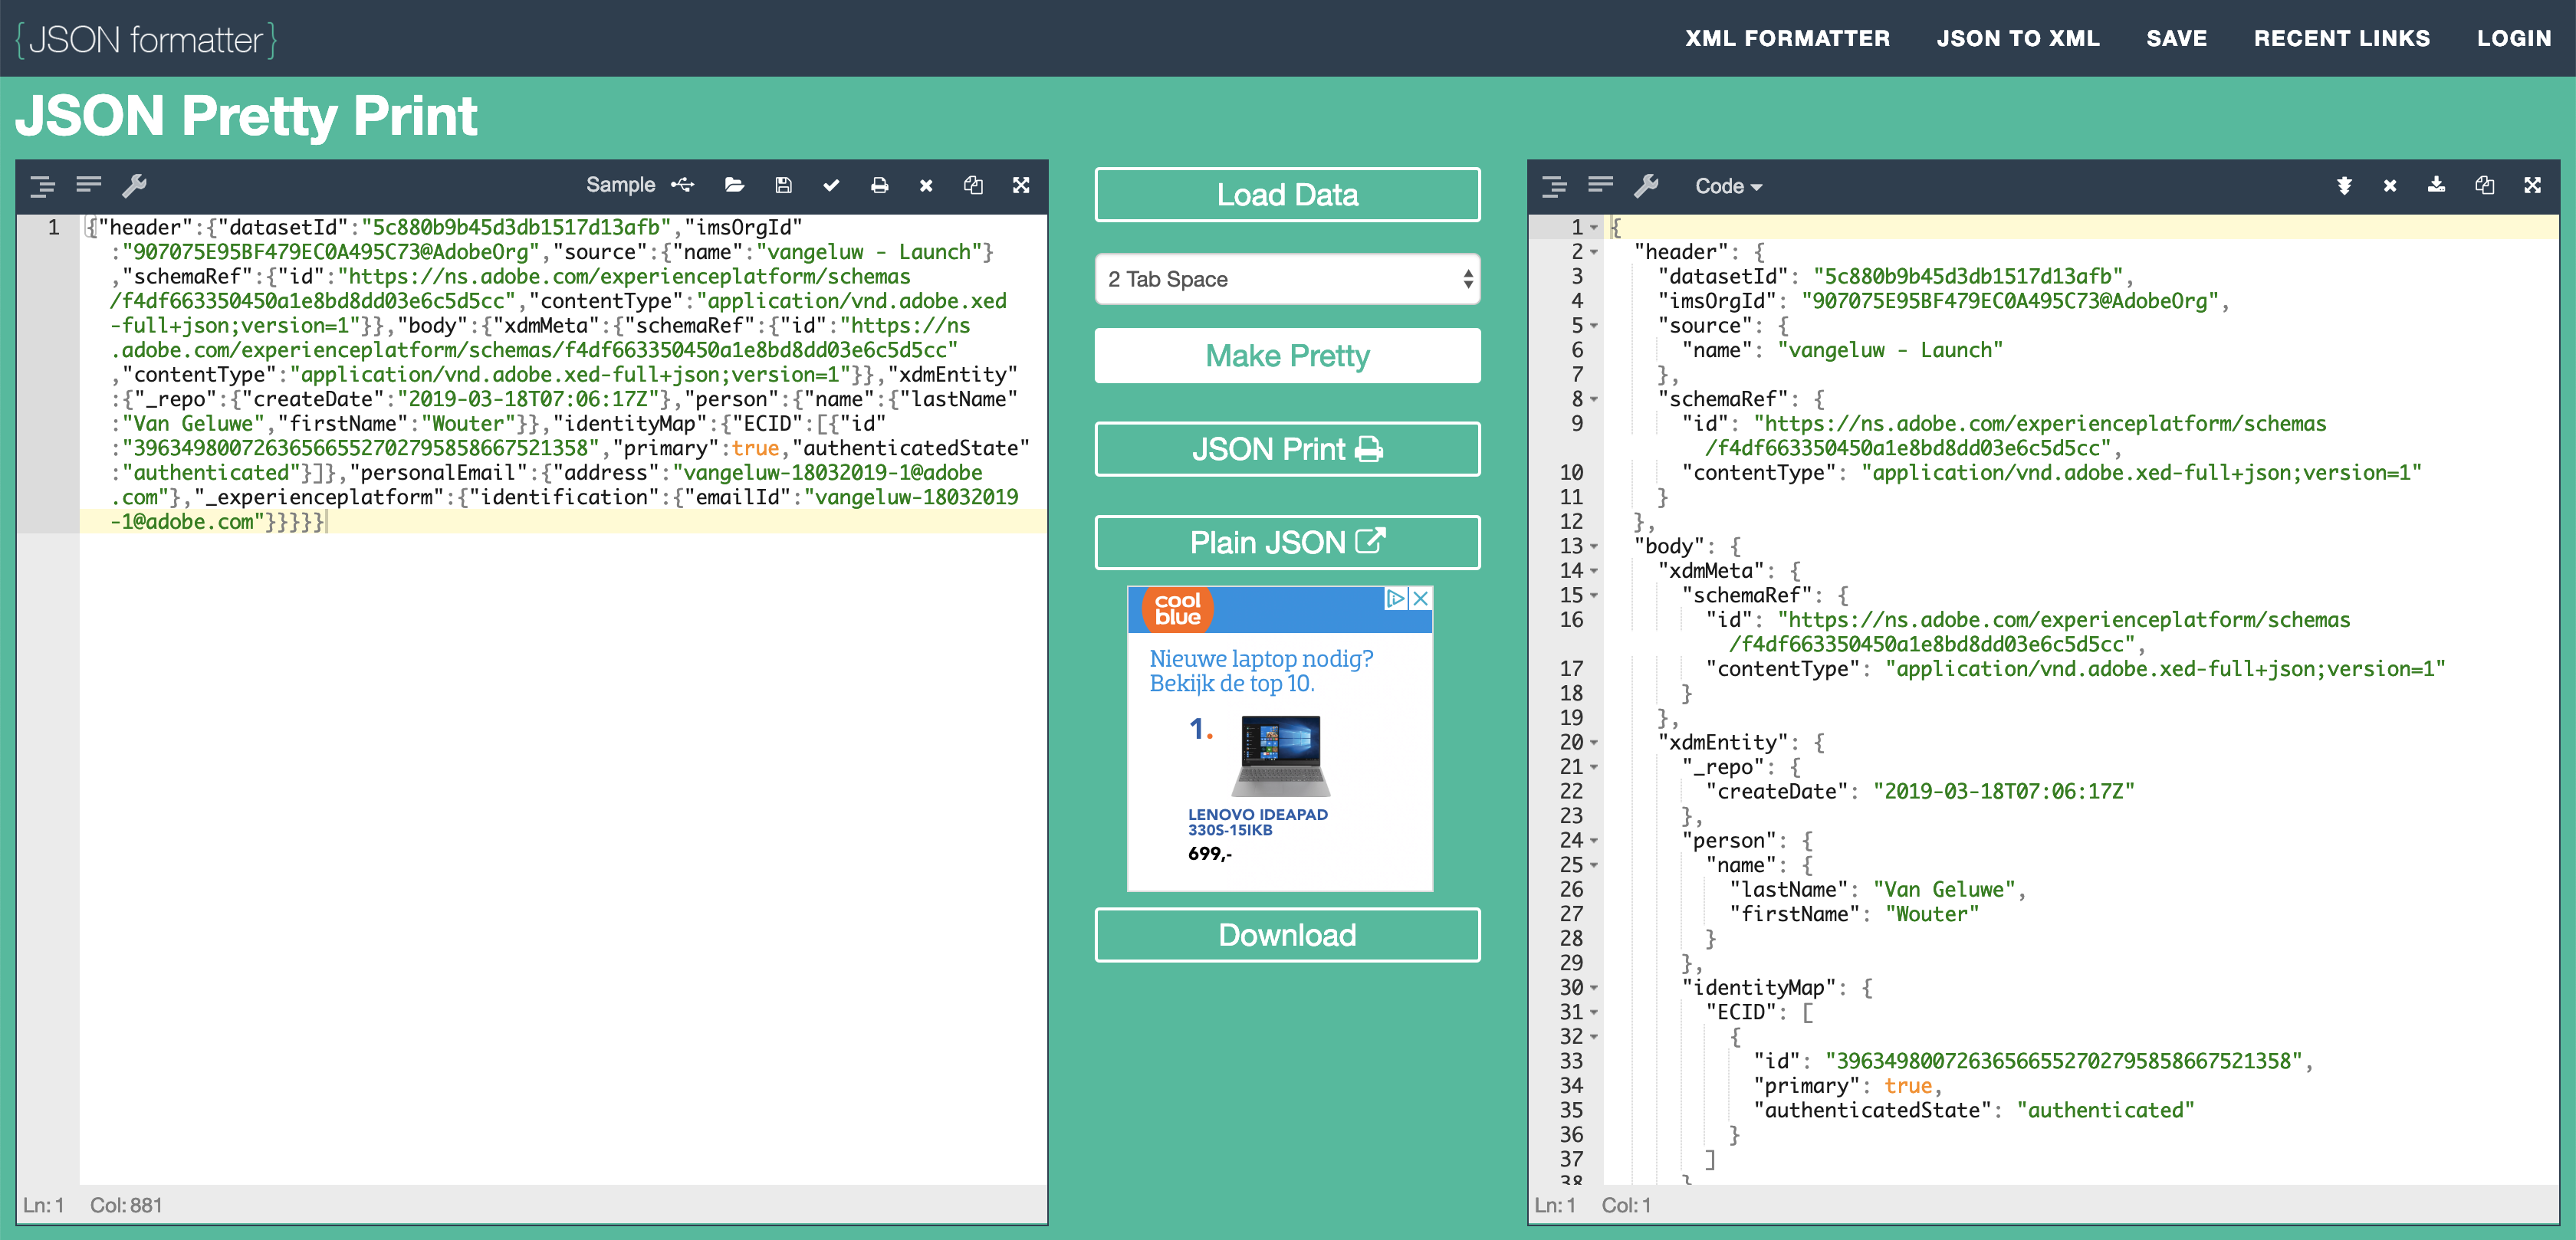 {JSON formatter}
XML FORMATTER
JSON TO XML
SAVE
RECENT LINKS
LOGIN
JSON Pretty Print
Sample
1
{"header":{"datasetId":"5c880b9b45d3db1517d13afb","imsOrgId"
:"907075E95BF479EC0A495C73@AdobeOrg","source":{"name":"vangeluw - Launch"}
,"schemaRef":{"id":"https://ns.adobe.com/experienceplatform/schemas
/f4df663350450a1e8bd8dd03e6c5d5cc","contentType":"application/vnd.adobe.xed
-full+json;version=1"}},"body":{"xdmMeta":{"schemaRef":{"id":"https://ns
.adobe.com/experienceplatform/schemas/f4df663350450a1e8bd8dd03e6c5d5cc"
,"contentType":"application/vnd.adobe.xed-full+json;version=1"}},"xdmEntity"
:{"_repo":{"createDate":"2019-03-18T07:06:17Z"},"person":{"name":{"lastName"
:"Van Geluwe","firstName":"Wouter"}},"identityMap":{"ECID":[{"id"
:"39634980072636566552702795858667521358","primary":true,"authenticatedState"
:"authenticated"}]},"personalEmail":{"address":"vangeluw-18032019-1@adobe
.com"},"_experienceplatform":{"identification":{"emailId":"vangeluw-18032019
-1@adobe.com"}}}}}
Ln: 1 Col: 881
Load Data
2 Tab Space
Make Pretty
JSON Print
Plain JSON
cool
blue
Nieuwe laptop nodig?
Bekijk de top 10.
1.
LENOVO IDEAPAD
330S-15IKB
699,-
Download
Code
1 {
2 "header": {
3 "datasetId": "5c880b9b45d3db1517d13afb",
4 "imsOrgId": "907075E95BF479EC0A495C73@AdobeOrg",
5 "source": {
6 "name": "vangeluw - Launch"
7 },
8 "schemaRef": {
9 "id": "https://ns.adobe.com/experienceplatform/schemas
/f4df663350450a1e8bd8dd03e6c5d5cc",
10 "contentType": "application/vnd.adobe.xed-full+json;version=1"
11 }
12 },
13 "body": {
14 "xdmMeta": {
15 "schemaRef": {
16 "id": "https://ns.adobe.com/experienceplatform/schemas
/f4df663350450a1e8bd8dd03e6c5d5cc",
17 "contentType": "application/vnd.adobe.xed-full+json;version=1"
18 }
19 },
20 "xdmEntity": {
21 "_repo": {
22 "createDate": "2019-03-18T07:06:17Z"
23 },
24 "person": {
25 "name": {
26 "lastName": "Van Geluwe",
27 "firstName": "Wouter"
28 }
29 },
30 "identityMap": {
31 "ECID": [
32 {
33 "id": "39634980072636566552702795858667521358",
34 "primary": true,
35 "authenticatedState": "authenticated"
36 }
37 ]
38 }
Ln: 1 Col: 1